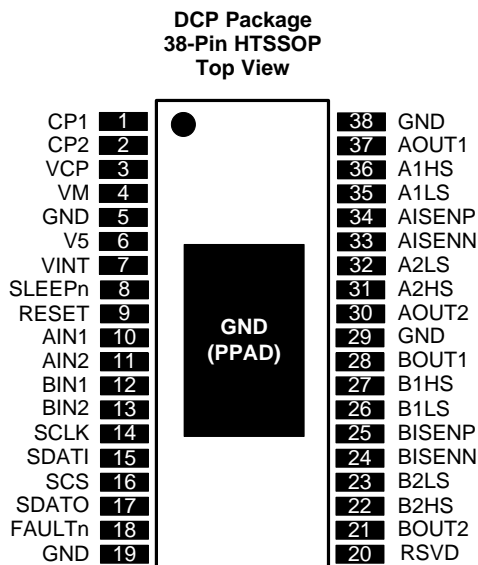 DCP Package
38-Pin HTSSOP
Top View
CP1 1 38 GND
CP2 2 37 AOUT1
VCP 3 36 A1HS
VM 4 35 A1LS
GND 5 34 AISENP
V5 6 33 AISENN
VINT 7 32 A2LS
SLEEPn 8 31 A2HS
RESET 9 30 AOUT2
AIN1 10 29 GND
AIN2 11 28 BOUT1
BIN1 12 27 B1HS
BIN2 13 26 B1LS
SCLK 14 25 BISENP
SDATI 15 24 BISENN
SCS 16 23 B2LS
SDATO 17 22 B2HS
FAULTn 18 21 BOUT2
GND 19 20 RSVD
GND
(PPAD)